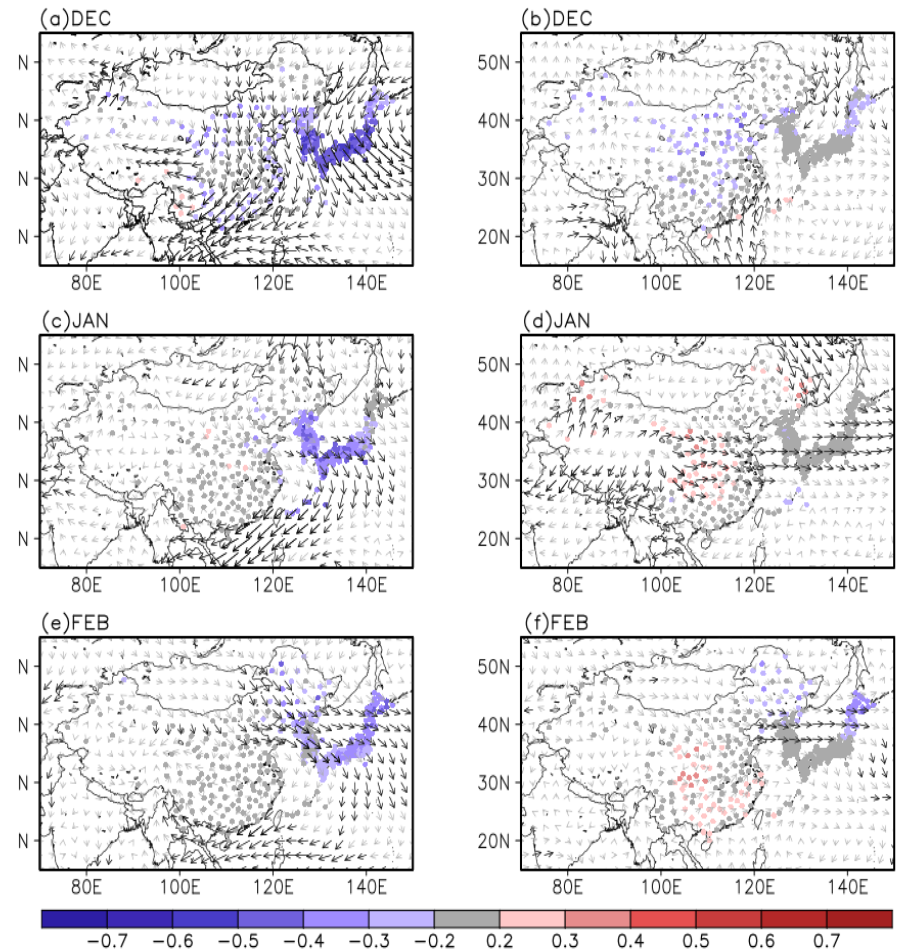 (a)DEC
(b)DEC
N
N
N
N
50N
40N
30N
20N
80E 100E 120E 140E
80E 100E 120E 140E
(c)JAN
(d)JAN
N
N
N
N
50N
40N
30N
20N
80E 100E 120E 140E
80E 100E 120E 140E
(e)FEB
(f)FEB
N
N
N
N
50N
40N
30N
20N
80E 100E 120E 140E
80E 100E 120E 140E
−0.7 −0.6 −0.5 −0.4 −0.3 −0.2 0.2 0.3 0.4 0.5 0.6 0.7